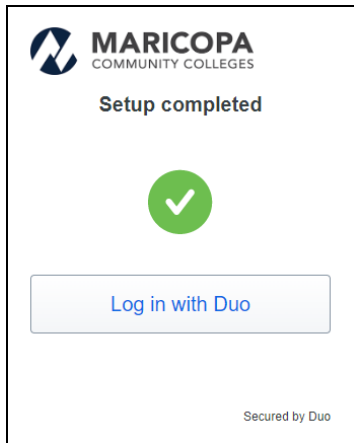 MARICOPA
COMMUNITY COLLEGES
Setup completed
Log in with Duo
Secured by Duo